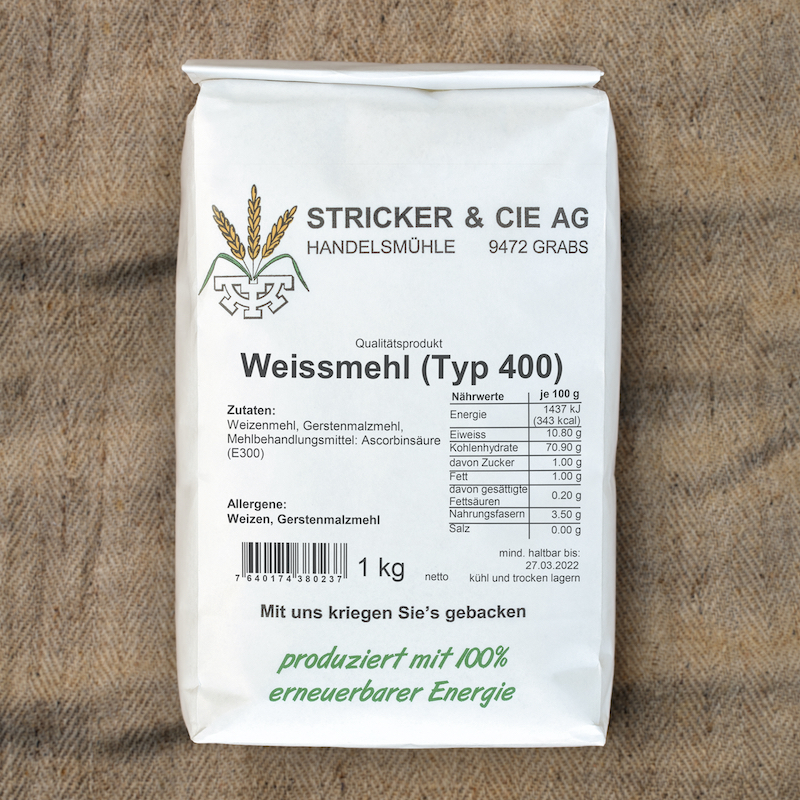 STRICKER & CIE AG
HANDELSMÜHLE 9472 GRABS
Qualitätsprodukt
Weissmehl (Typ 400)
Zutaten:
Weizenmehl, Gerstenmalzmehl,
Mehlbehandlungsmittel: Ascorbinsäure
(E300)
Allergene:
Weizen, Gerstenmalzmehl
Nährwerte je 100 g
Energie 1437 kJ
(343 kcal)
Eiweiss 10.80 g
Kohlenhydrate 70.90 g
davon Zucker 1.00 g
Fett 1.00 g
davon gesättigte
Fettsäuren 0.20 g
Nahrungsfasern 3.50 g
Salz 0.00 g
7 640174 380237
1 kg netto
mind. haltbar bis:
27.03.2022
kühl und trocken lagern
Mit uns kriegen Sie's gebacken
produziert mit 100%
erneuerbarer Energie